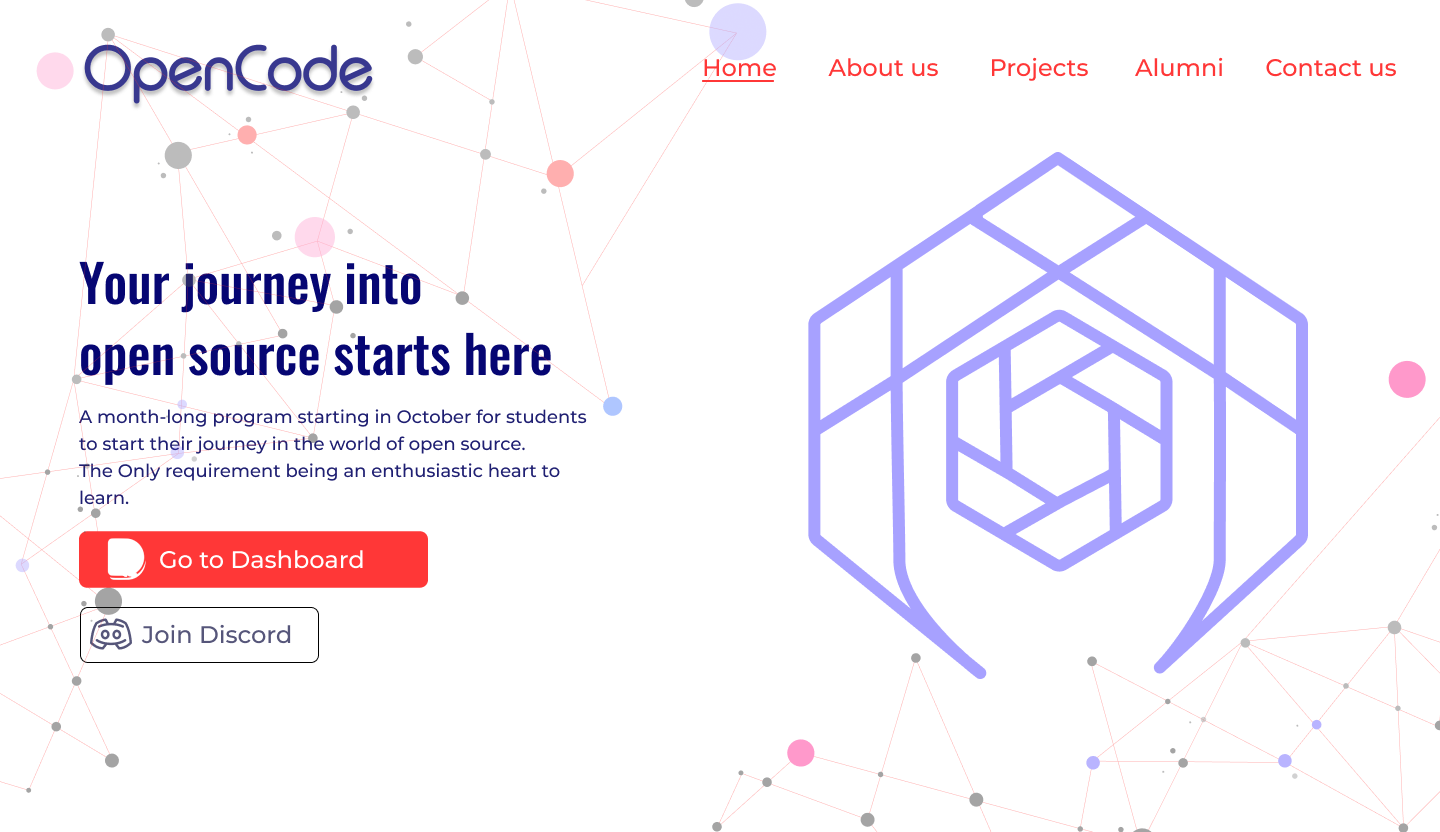 OpenCode
Home About us Projects Alumni Contact us
Your journey into
open source starts here
A month-long program starting in October for students
to start their journey in the world of open source.
The Only requirement being an enthusiastic heart to
learn.
Go to Dashboard
Join Discord